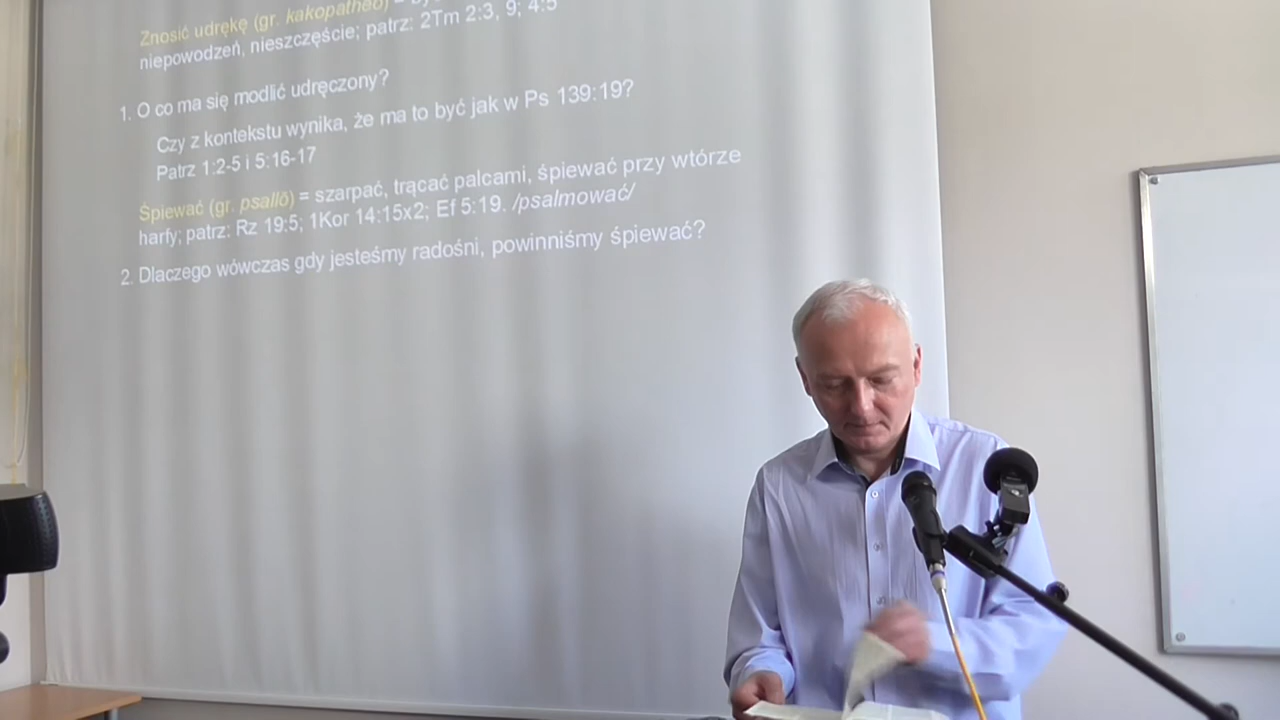 Znosić udrękę (gr. kakopatheō) =
niepowodzeń, nieszczęście; patrz: 2Tm 2:3, 9; 4:5
1. O co ma się modlić udręczony?
Czy z kontekstu wynika, że ma to być jak w Ps 139:19?
Patrz 1:2-5 i 5:16-17
Śpiewać (gr. psallō) = szarpać, trącać palcami, śpiewać przy wtórze
harfy; patrz: Rz 19:5; 1Kor 14:15x2; Ef 5:19. /psalmować/
2. Dlaczego wówczas gdy jesteśmy radośni, powinniśmy śpiewać?